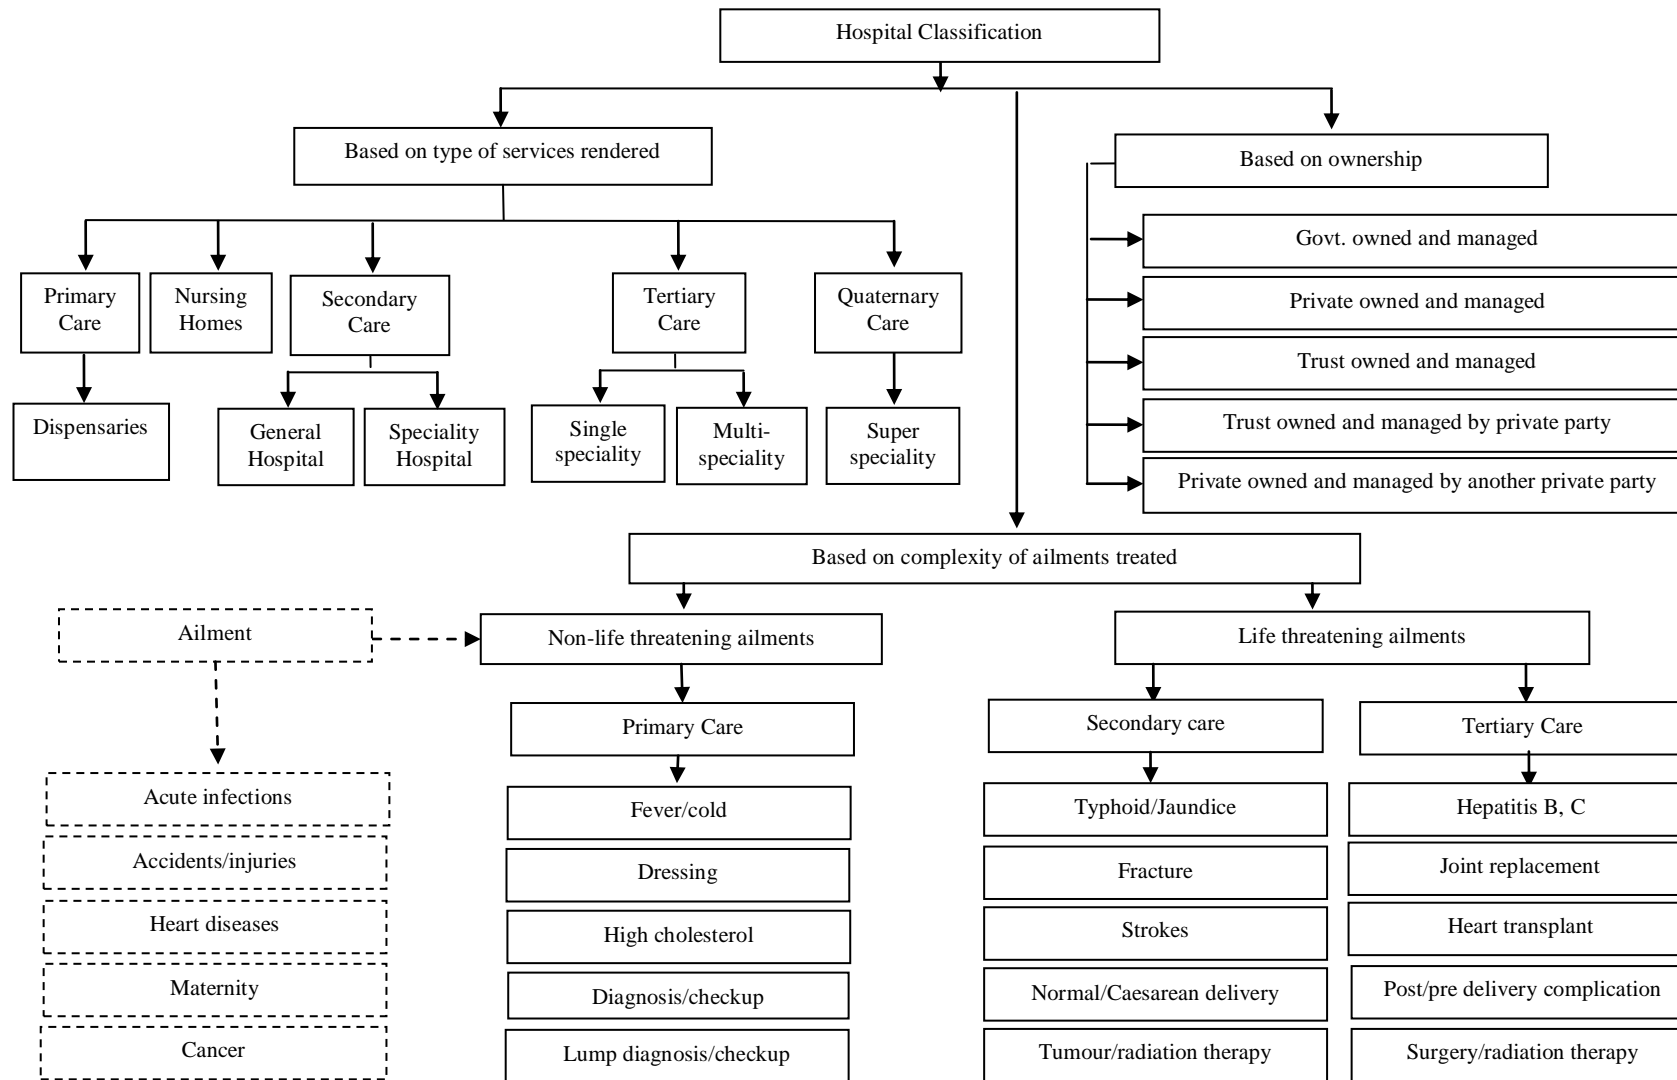 Hospital Classification
Based on type of services rendered
Based on ownership
Govt. owned and managed
Private owned and managed
Trust owned and managed
Trust owned and managed by private party
Private owned and managed by another private party
Primary
Care
Nursing
Homes
Secondary
Care
Tertiary
Care
Quaternary
Care
Dispensaries
General
Hospital
Speciality
Hospital
Single
speciality
Multi-
speciality
Super
speciality
Based on complexity of ailments treated
Ailment
Non-life threatening ailments
Life threatening ailments
Primary Care
Secondary care
Tertiary Care
Acute infections
Fever/cold
Typhoid/Jaundice
Hepatitis B, C
Accidents/injuries
Dressing
Fracture
Joint replacement
Heart diseases
High cholesterol
Strokes
Heart transplant
Maternity
Diagnosis/checkup
Normal/Caesarean delivery
Post/pre delivery complication
Cancer
Lump diagnosis/checkup
Tumour/radiation therapy
Surgery/radiation therapy